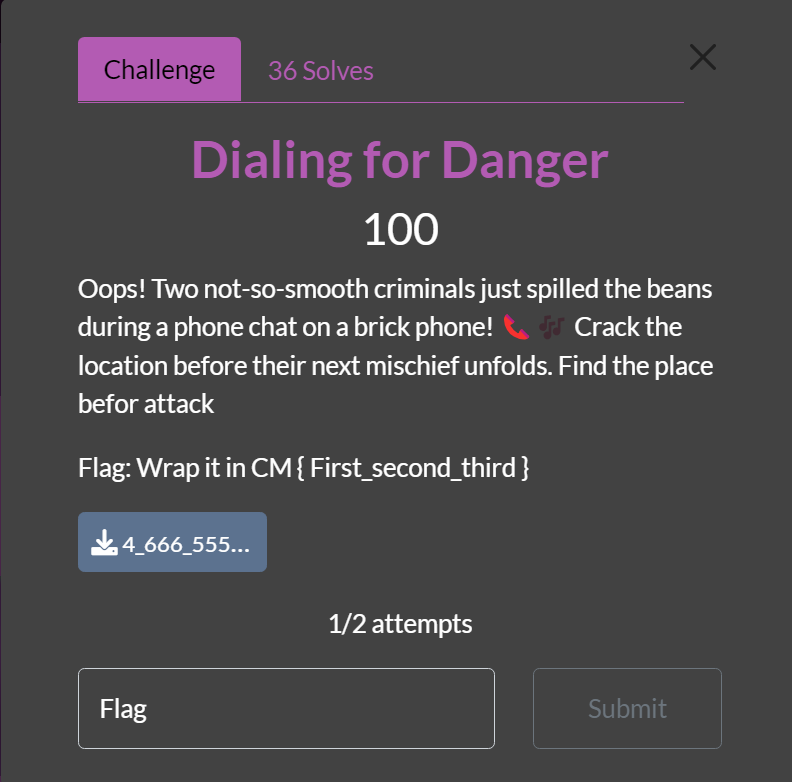 Challenge
36 Solves
Dialing for Danger
100
Oops! Two not-so-smooth criminals just spilled the beans
during a phone chat on a brick phone! 📞 🎶 Crack the
location before their next mischief unfolds. Find the place
befor attack
Flag: Wrap it in CM { First_second_third }
4_666_555...
1/2 attempts
Flag
Submit